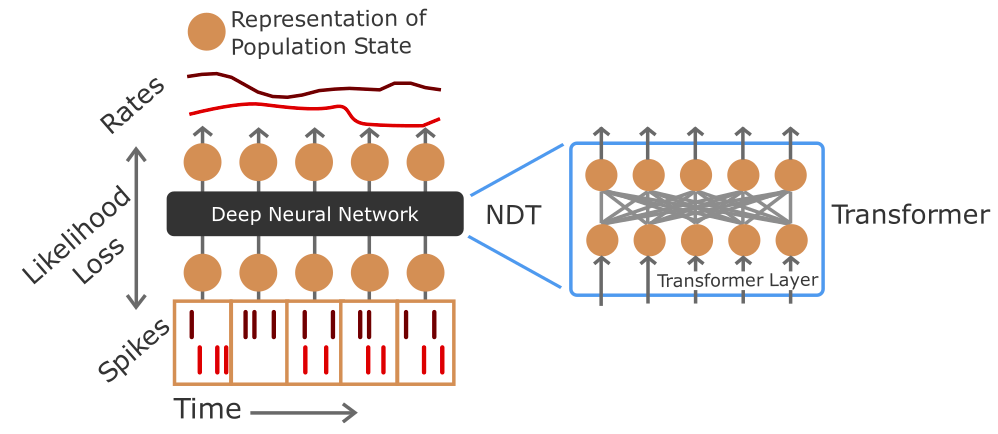 Representation of
Population State
Rates
Likelihood
Loss
Deep Neural Network
Spikes
Time
NDT
Transformer Layer
Transformer